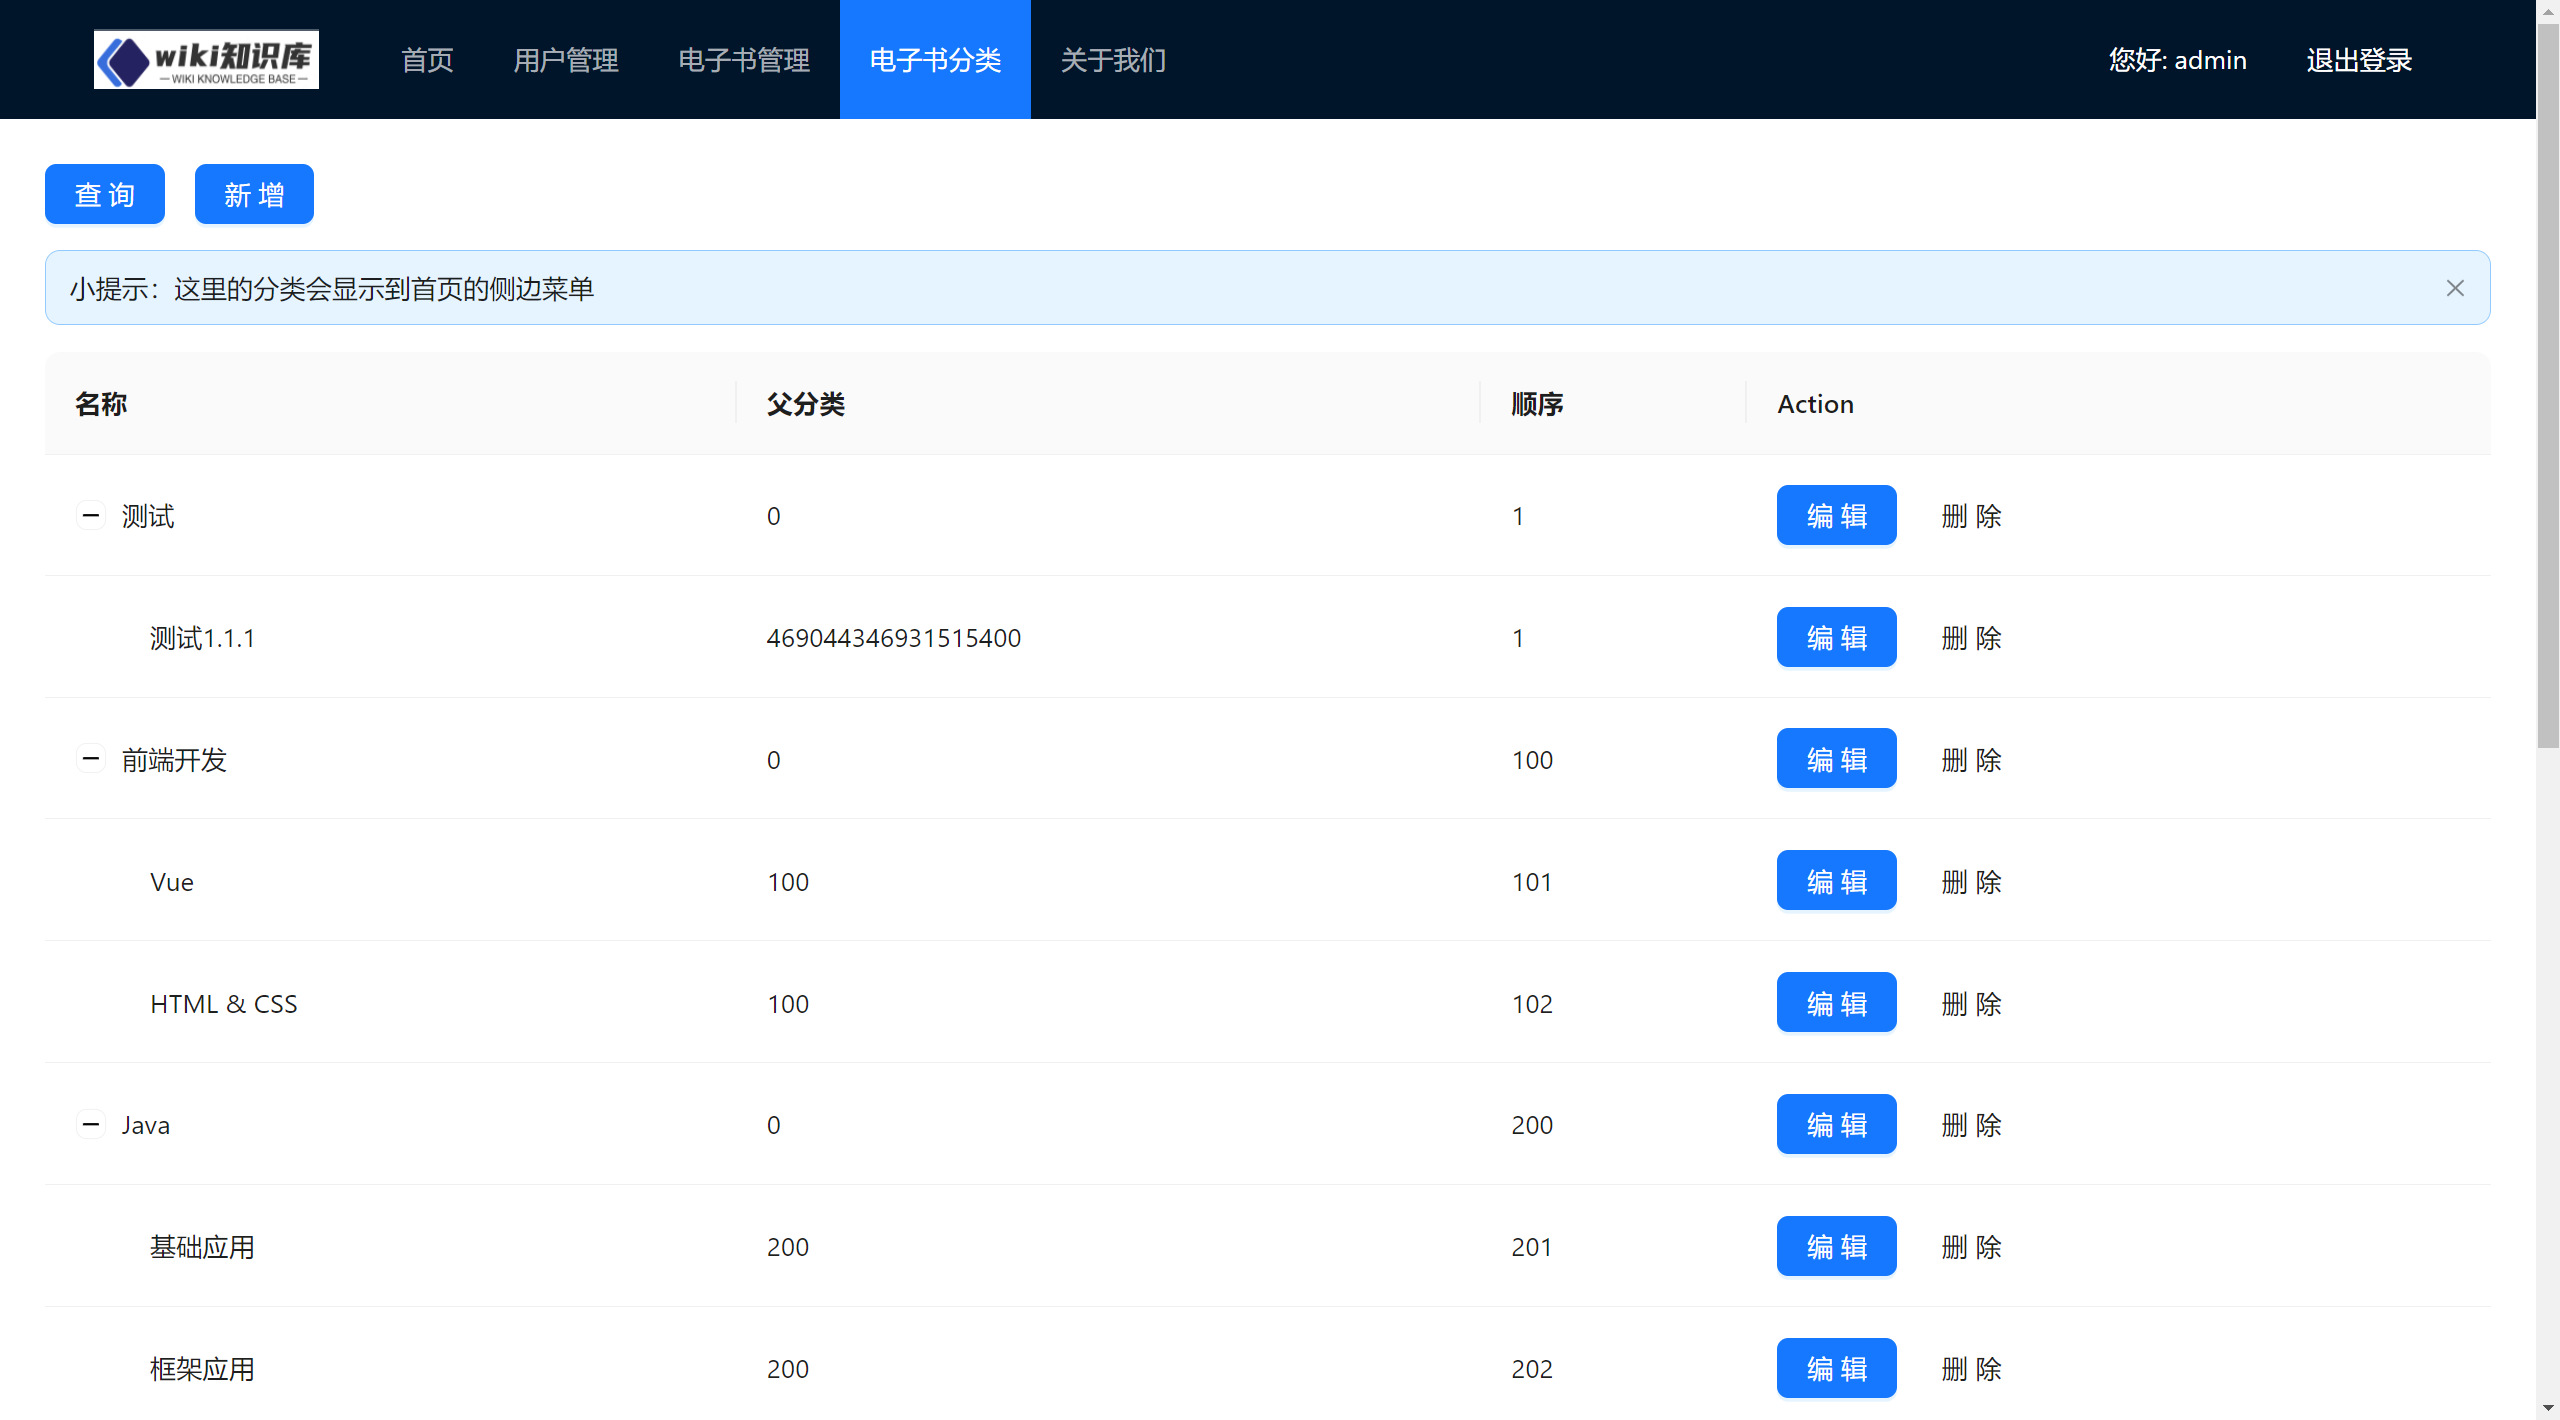 wiki知识库
WIKI KNOWLEDGE BASE
首页 用户管理 电子书管理 电子书分类 关于我们 您好: admin 退出登录
查 询 新 增
小提示：这里的分类会显示到首页的侧边菜单
名称 父分类 顺序 Action
测试 0 1 编 辑 删 除
测试1.1.1 469044346931515400 1 编 辑 删 除
前端开发 0 100 编 辑 删 除
Vue 100 101 编 辑 删 除
HTML & CSS 100 102 编 辑 删 除
Java 0 200 编 辑 删 除
基础应用 200 201 编 辑 删 除
框架应用 200 202 编 辑 删 除